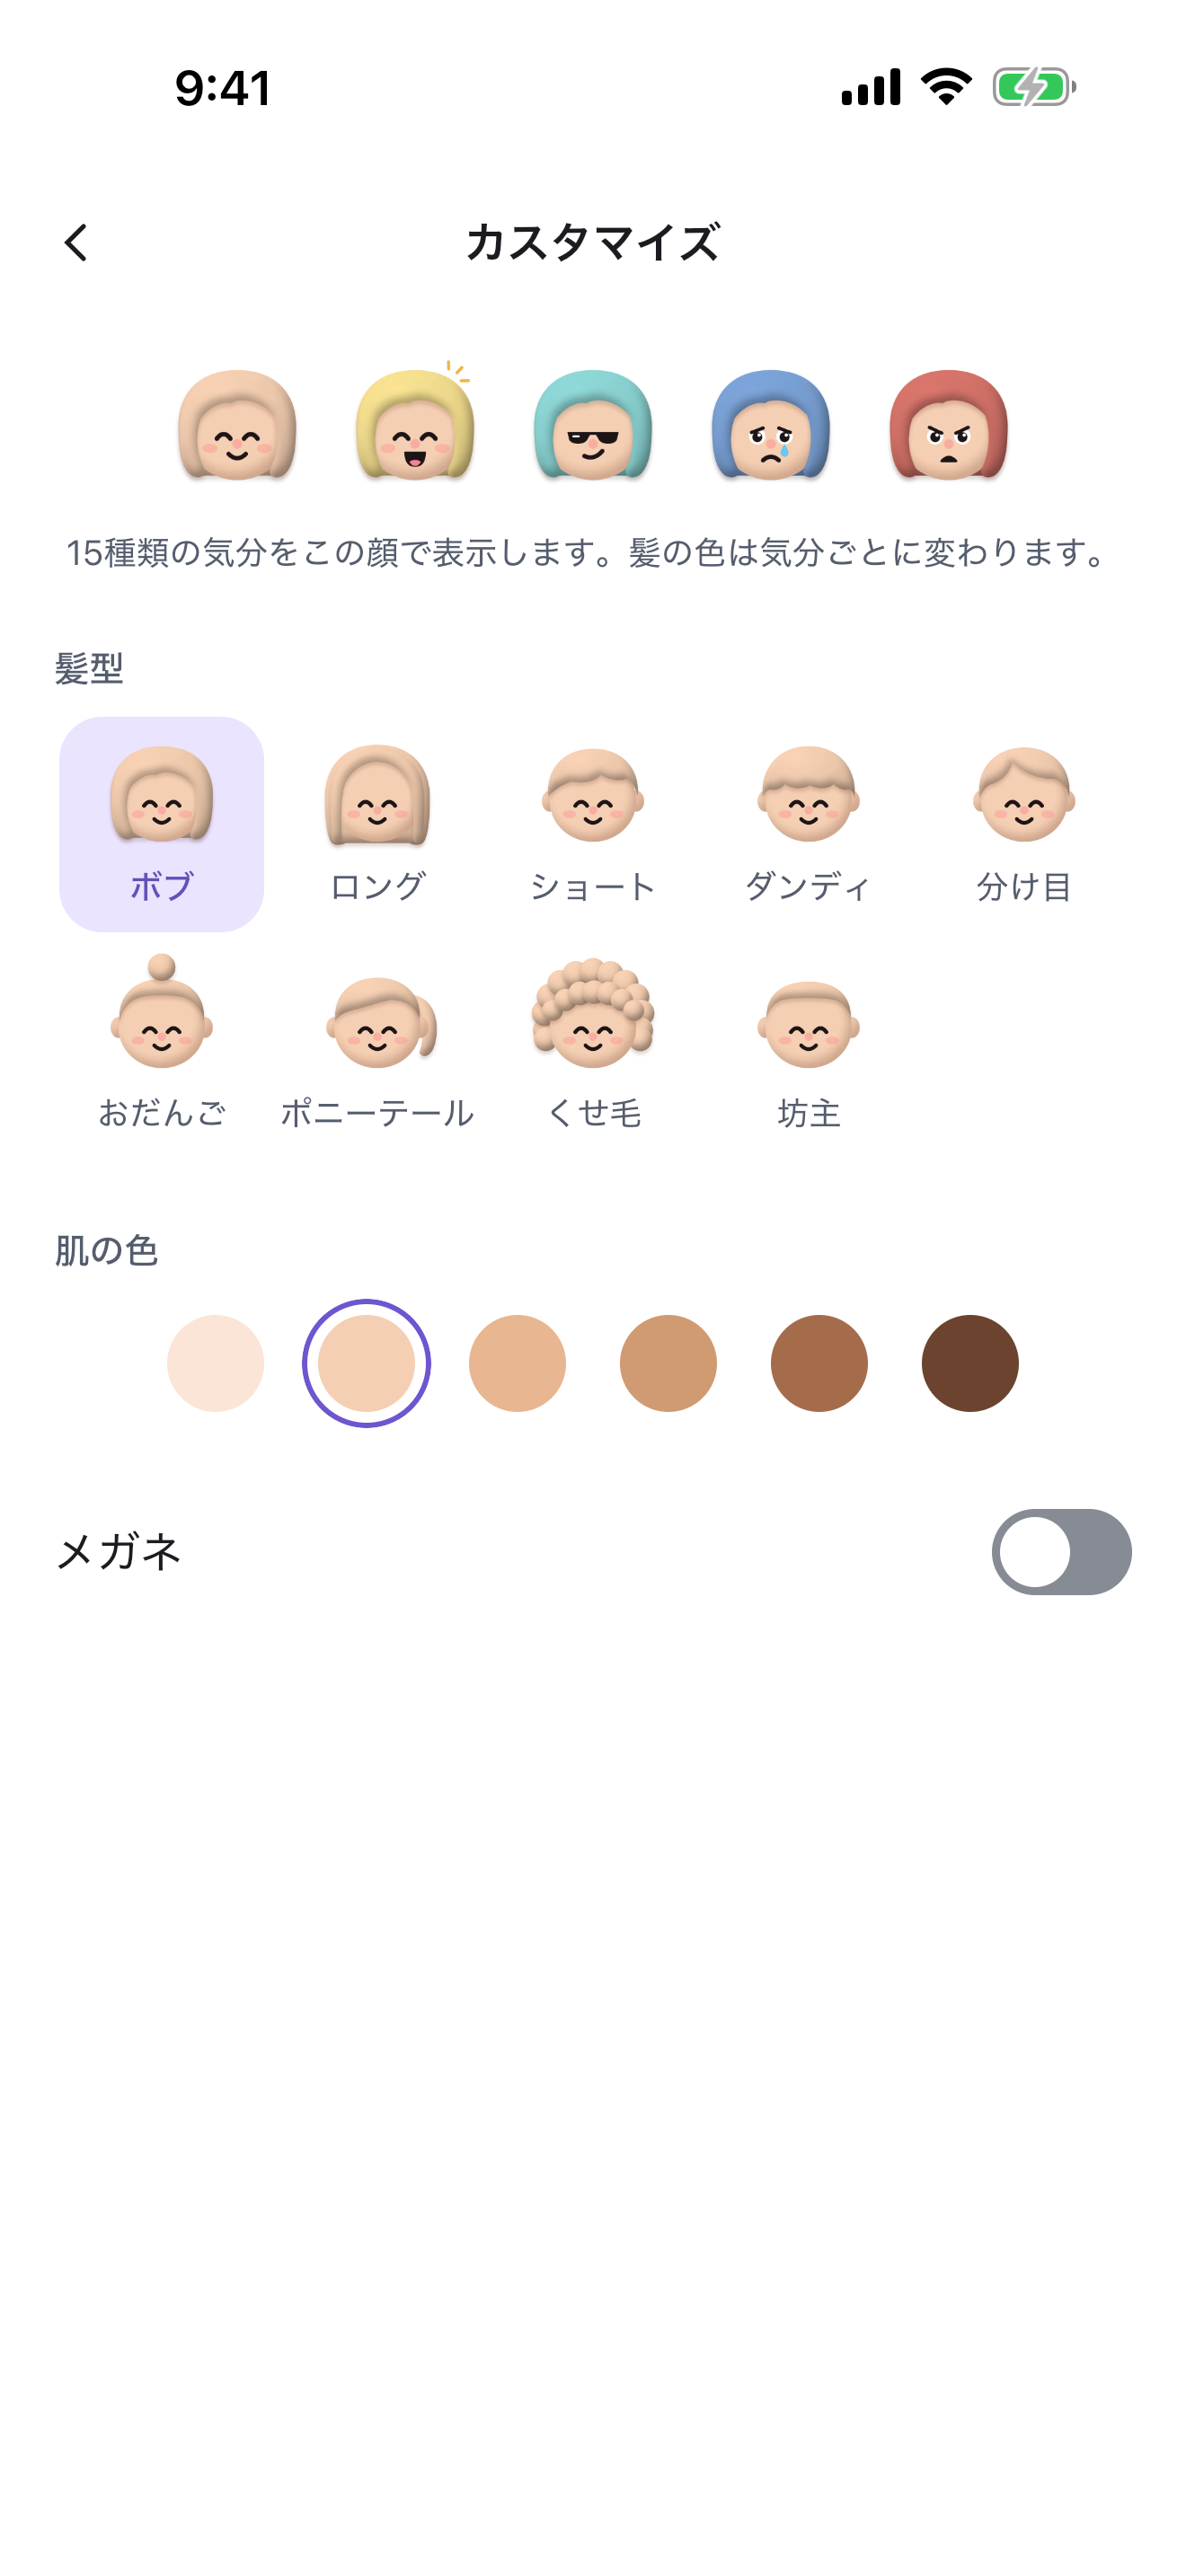 9:41
カスタマイズ
15種類の気分をこの顔で表示します。髪の色は気分ごとに変わります。
髪型
ボブ
ロング
ショート
ダンディ
分け目
おだんご
ポニーテール
くせ毛
坊主
肌の色
メガネ